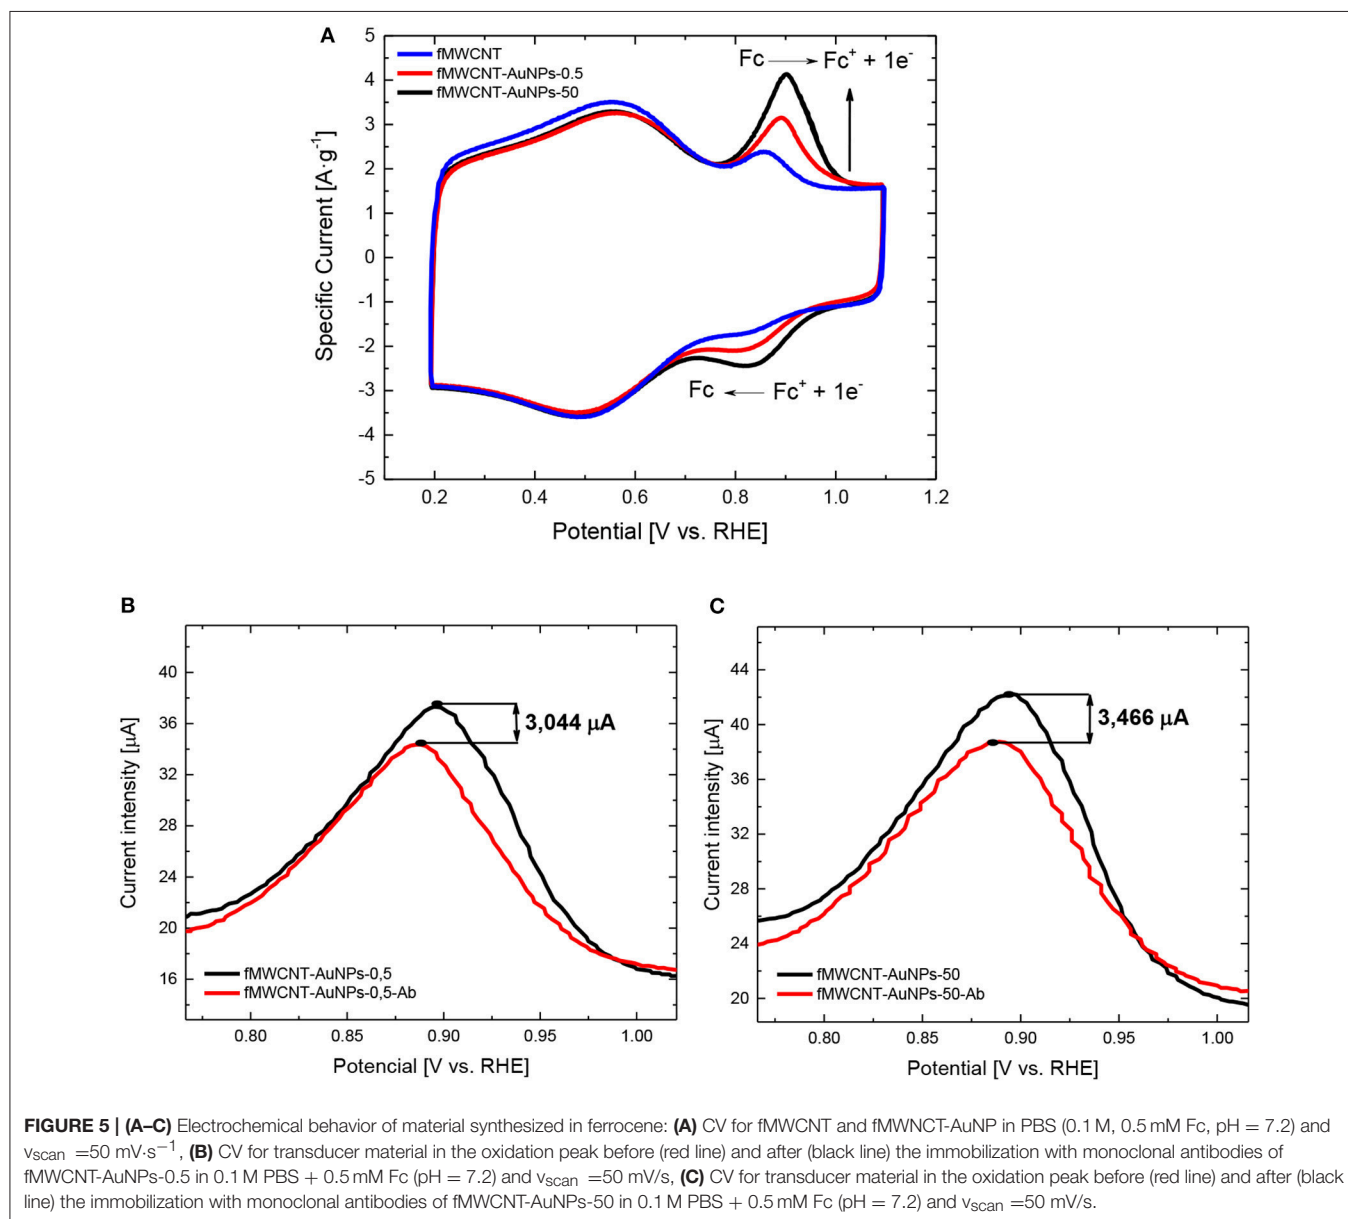 A
fMWCNT
fMWCNT-AuNPs-0.5
fMWCNT-AuNPs-50
Fc → Fc⁺ + 1e⁻
Fc ← Fc⁺ + 1e⁻
Specific Current [A·g⁻¹]
5
4
3
2
1
0
-1
-2
-3
-4
-5
0.2 0.4 0.6 0.8 1.0 1.2
Potential [V vs. RHE]
B
Current intensity [µA]
40
36
32
28
24
20
16
3,044 µA
fMWCNT-AuNPs-0,5
fMWCNT-AuNPs-0,5-Ab
0.80 0.85 0.90 0.95 1.00
Potencial [V vs. RHE]
C
Current intensity [µA]
44
40
36
32
28
24
20
3,466 µA
fMWCNT-AuNPs-50
fMWCNT-AuNPs-50-Ab
0.80 0.85 0.90 0.95 1.00
Potential [V vs. RHE]
FIGURE 5 | (A–C) Electrochemical behavior of material synthesized in ferrocene: (A) CV for fMWCNT and fMWNCT-AuNP in PBS (0.1 M, 0.5 mM Fc, pH = 7.2) and
vscan =50 mV·s⁻¹, (B) CV for transducer material in the oxidation peak before (red line) and after (black line) the immobilization with monoclonal antibodies of
fMWCNT-AuNPs-0.5 in 0.1 M PBS + 0.5 mM Fc (pH = 7.2) and vscan =50 mV/s, (C) CV for transducer material in the oxidation peak before (red line) and after (black
line) the immobilization with monoclonal antibodies of fMWCNT-AuNPs-50 in 0.1 M PBS + 0.5 mM Fc (pH = 7.2) and vscan =50 mV/s.